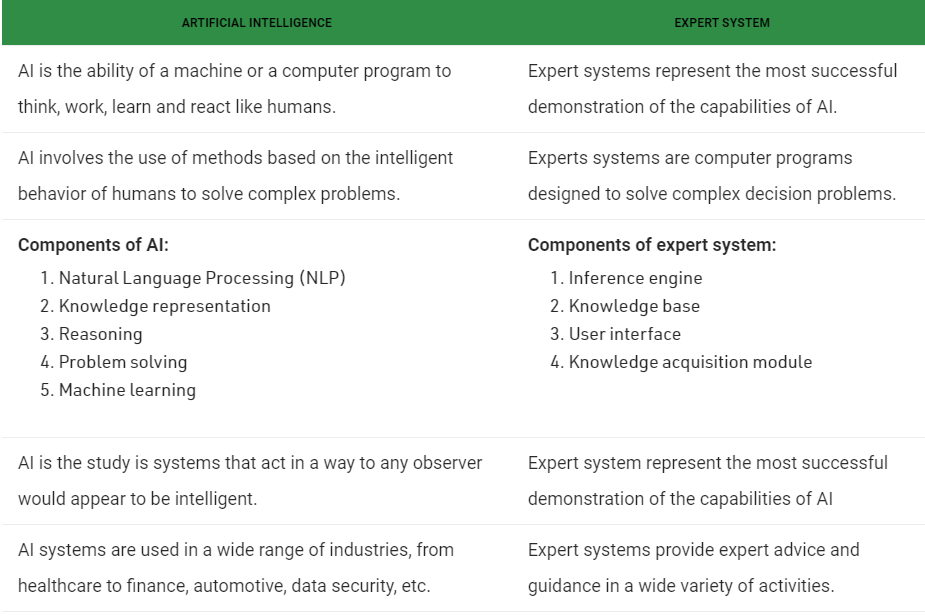 ARTIFICIAL INTELLIGENCE
EXPERT SYSTEM
AI is the ability of a machine or a computer program to
think, work, learn and react like humans.
Expert systems represent the most successful
demonstration of the capabilities of AI.
AI involves the use of methods based on the intelligent
behavior of humans to solve complex problems.
Experts systems are computer programs
designed to solve complex decision problems.
Components of AI:
1. Natural Language Processing (NLP)
2. Knowledge representation
3. Reasoning
4. Problem solving
5. Machine learning
Components of expert system:
1. Inference engine
2. Knowledge base
3. User interface
4. Knowledge acquisition module
AI is the study is systems that act in a way to any observer
would appear to be intelligent.
Expert system represent the most successful
demonstration of the capabilities of AI
AI systems are used in a wide range of industries, from
healthcare to finance, automotive, data security, etc.
Expert systems provide expert advice and
guidance in a wide variety of activities.